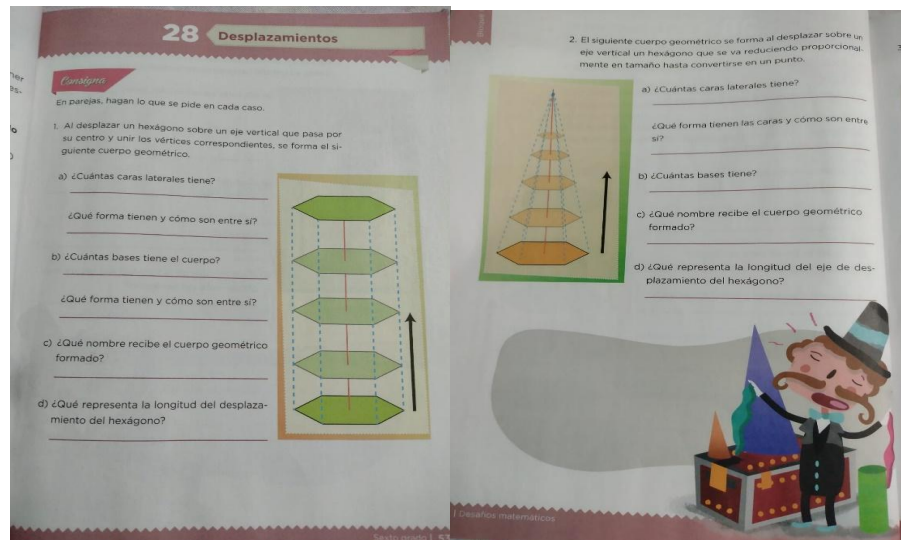 28 Desplazamientos
Consigna
En parejas, hagan lo que se pide en cada caso.
1. Al desplazar un hexágono sobre un eje vertical que pasa por
su centro y unir los vértices correspondientes, se forma el si-
guiente cuerpo geométrico.
a) ¿Cuántas caras laterales tiene?
¿Qué forma tienen y cómo son entre sí?
b) ¿Cuántas bases tiene el cuerpo?
¿Qué forma tienen y cómo son entre sí?
c) ¿Qué nombre recibe el cuerpo geométrico
formado?
d) ¿Qué representa la longitud del desplaza-
miento del hexágono?
Sexto grado | 53
2. El siguiente cuerpo geométrico se forma al desplazar sobre un
eje vertical un hexágono que se va reduciendo proporcional-
mente en tamaño hasta convertirse en un punto.
a) ¿Cuántas caras laterales tiene?
¿Qué forma tienen las caras y cómo son entre
sí?
b) ¿Cuántas bases tiene?
c) ¿Qué nombre recibe el cuerpo geométrico
formado?
d) ¿Qué representa la longitud del eje de des-
plazamiento del hexágono?
| Desafíos matemáticos